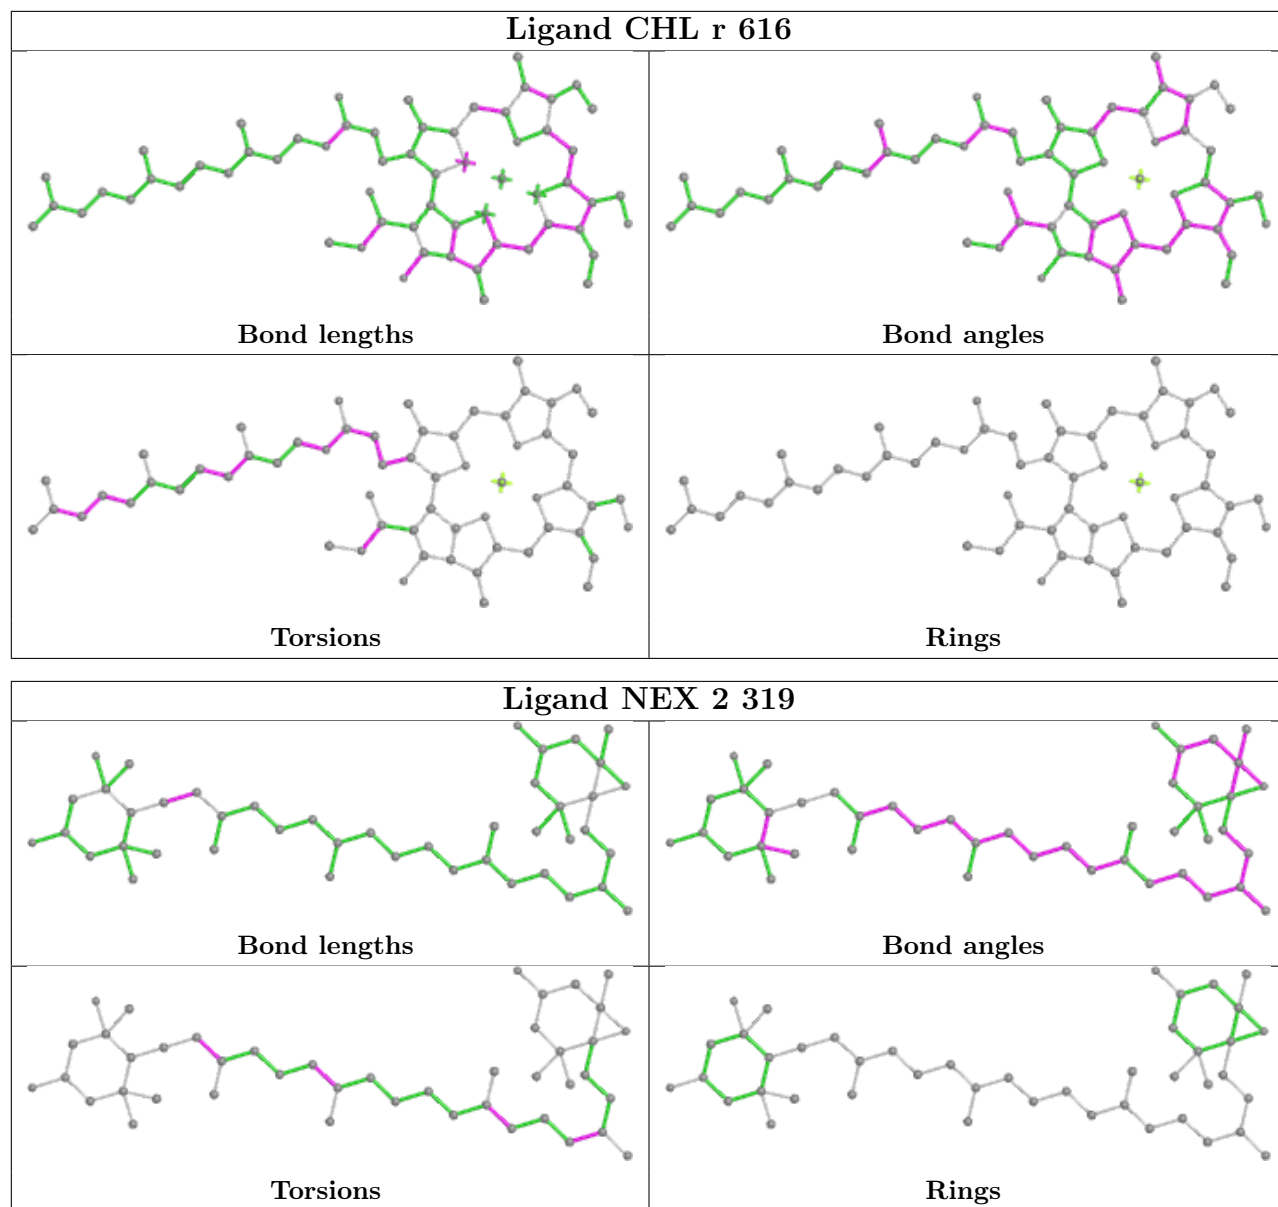 Ligand CHL r 616
Bond lengths
Bond angles
Torsions
Rings
Ligand NEX 2 319
Bond lengths
Bond angles
Torsions
Rings